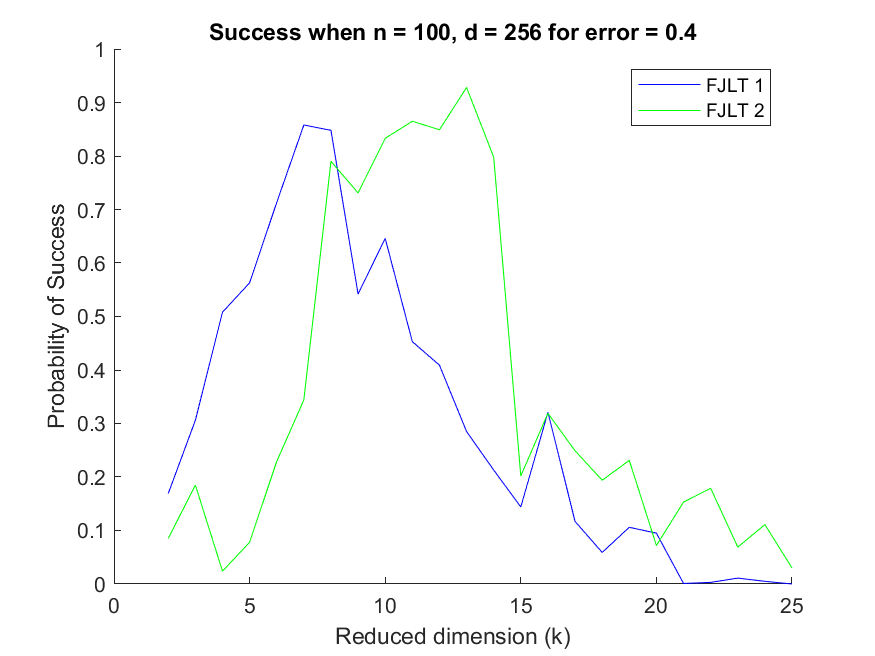 Success when n = 100, d = 256 for error = 0.4
FJLT 1
FJLT 2
Probability of Success
1
0.9
0.8
0.7
0.6
0.5
0.4
0.3
0.2
0.1
0
0 5 10 15 20 25
Reduced dimension (k)